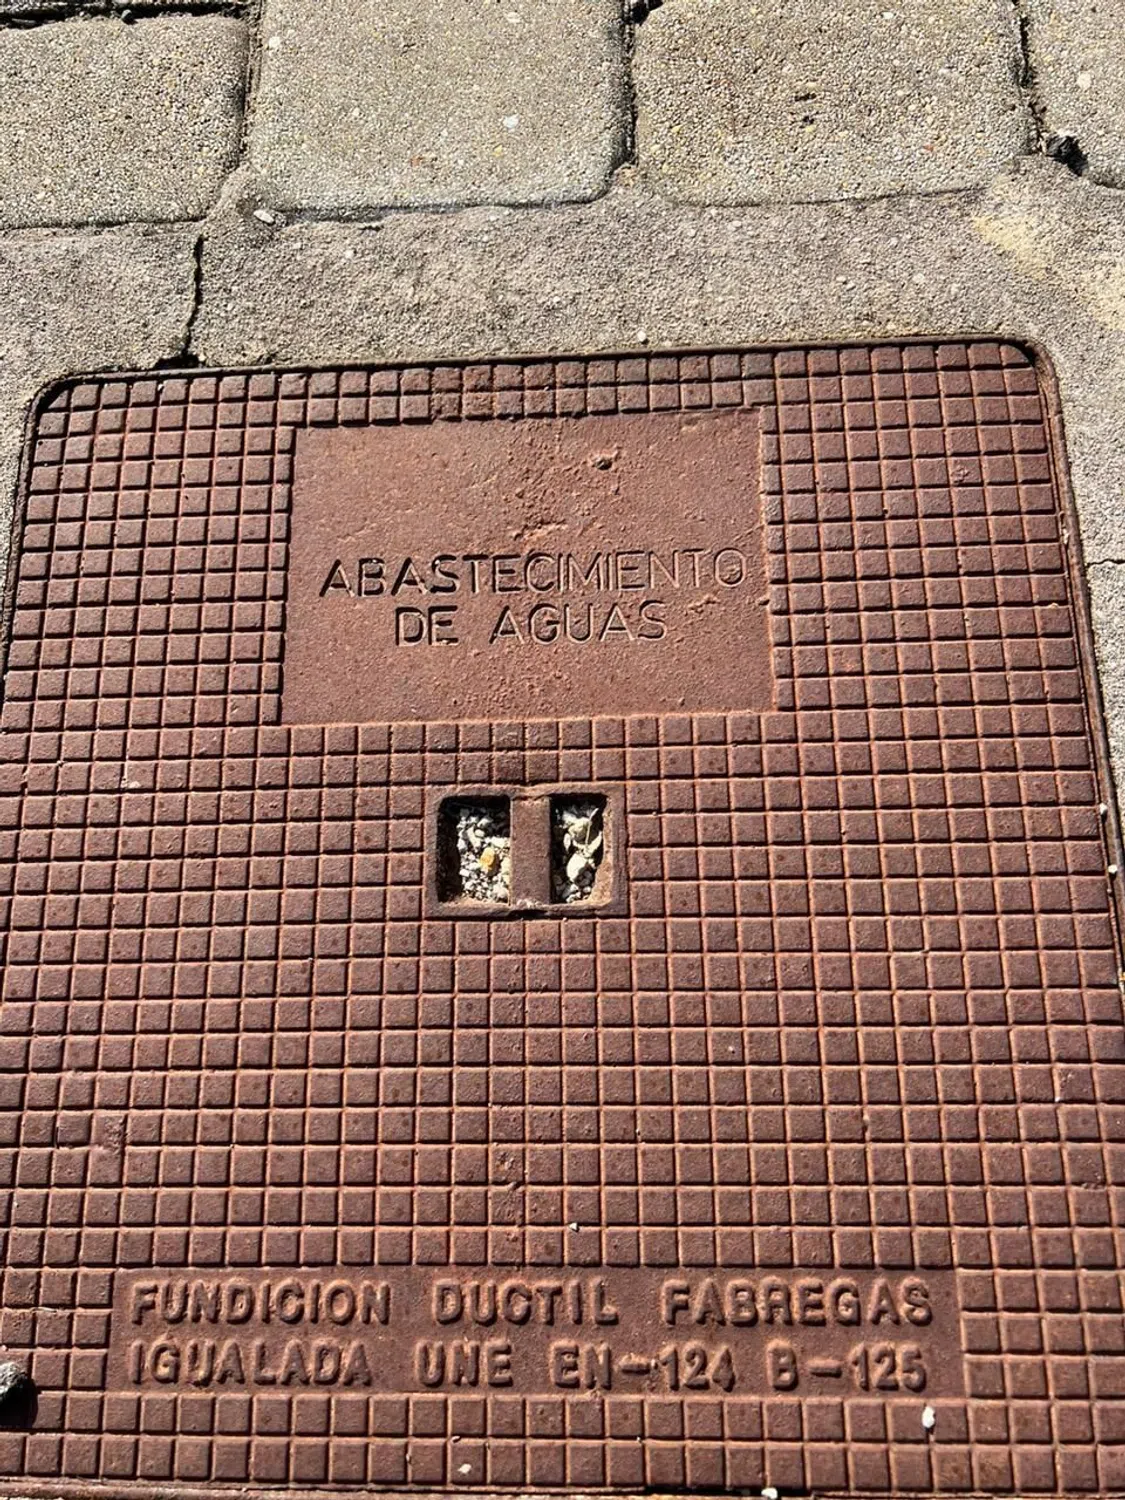 ABASTECIMIENTO
DE AGUAS
FUNDICION DUCTIL FABREGAS
IGUALADA UNE EN-124 B-125